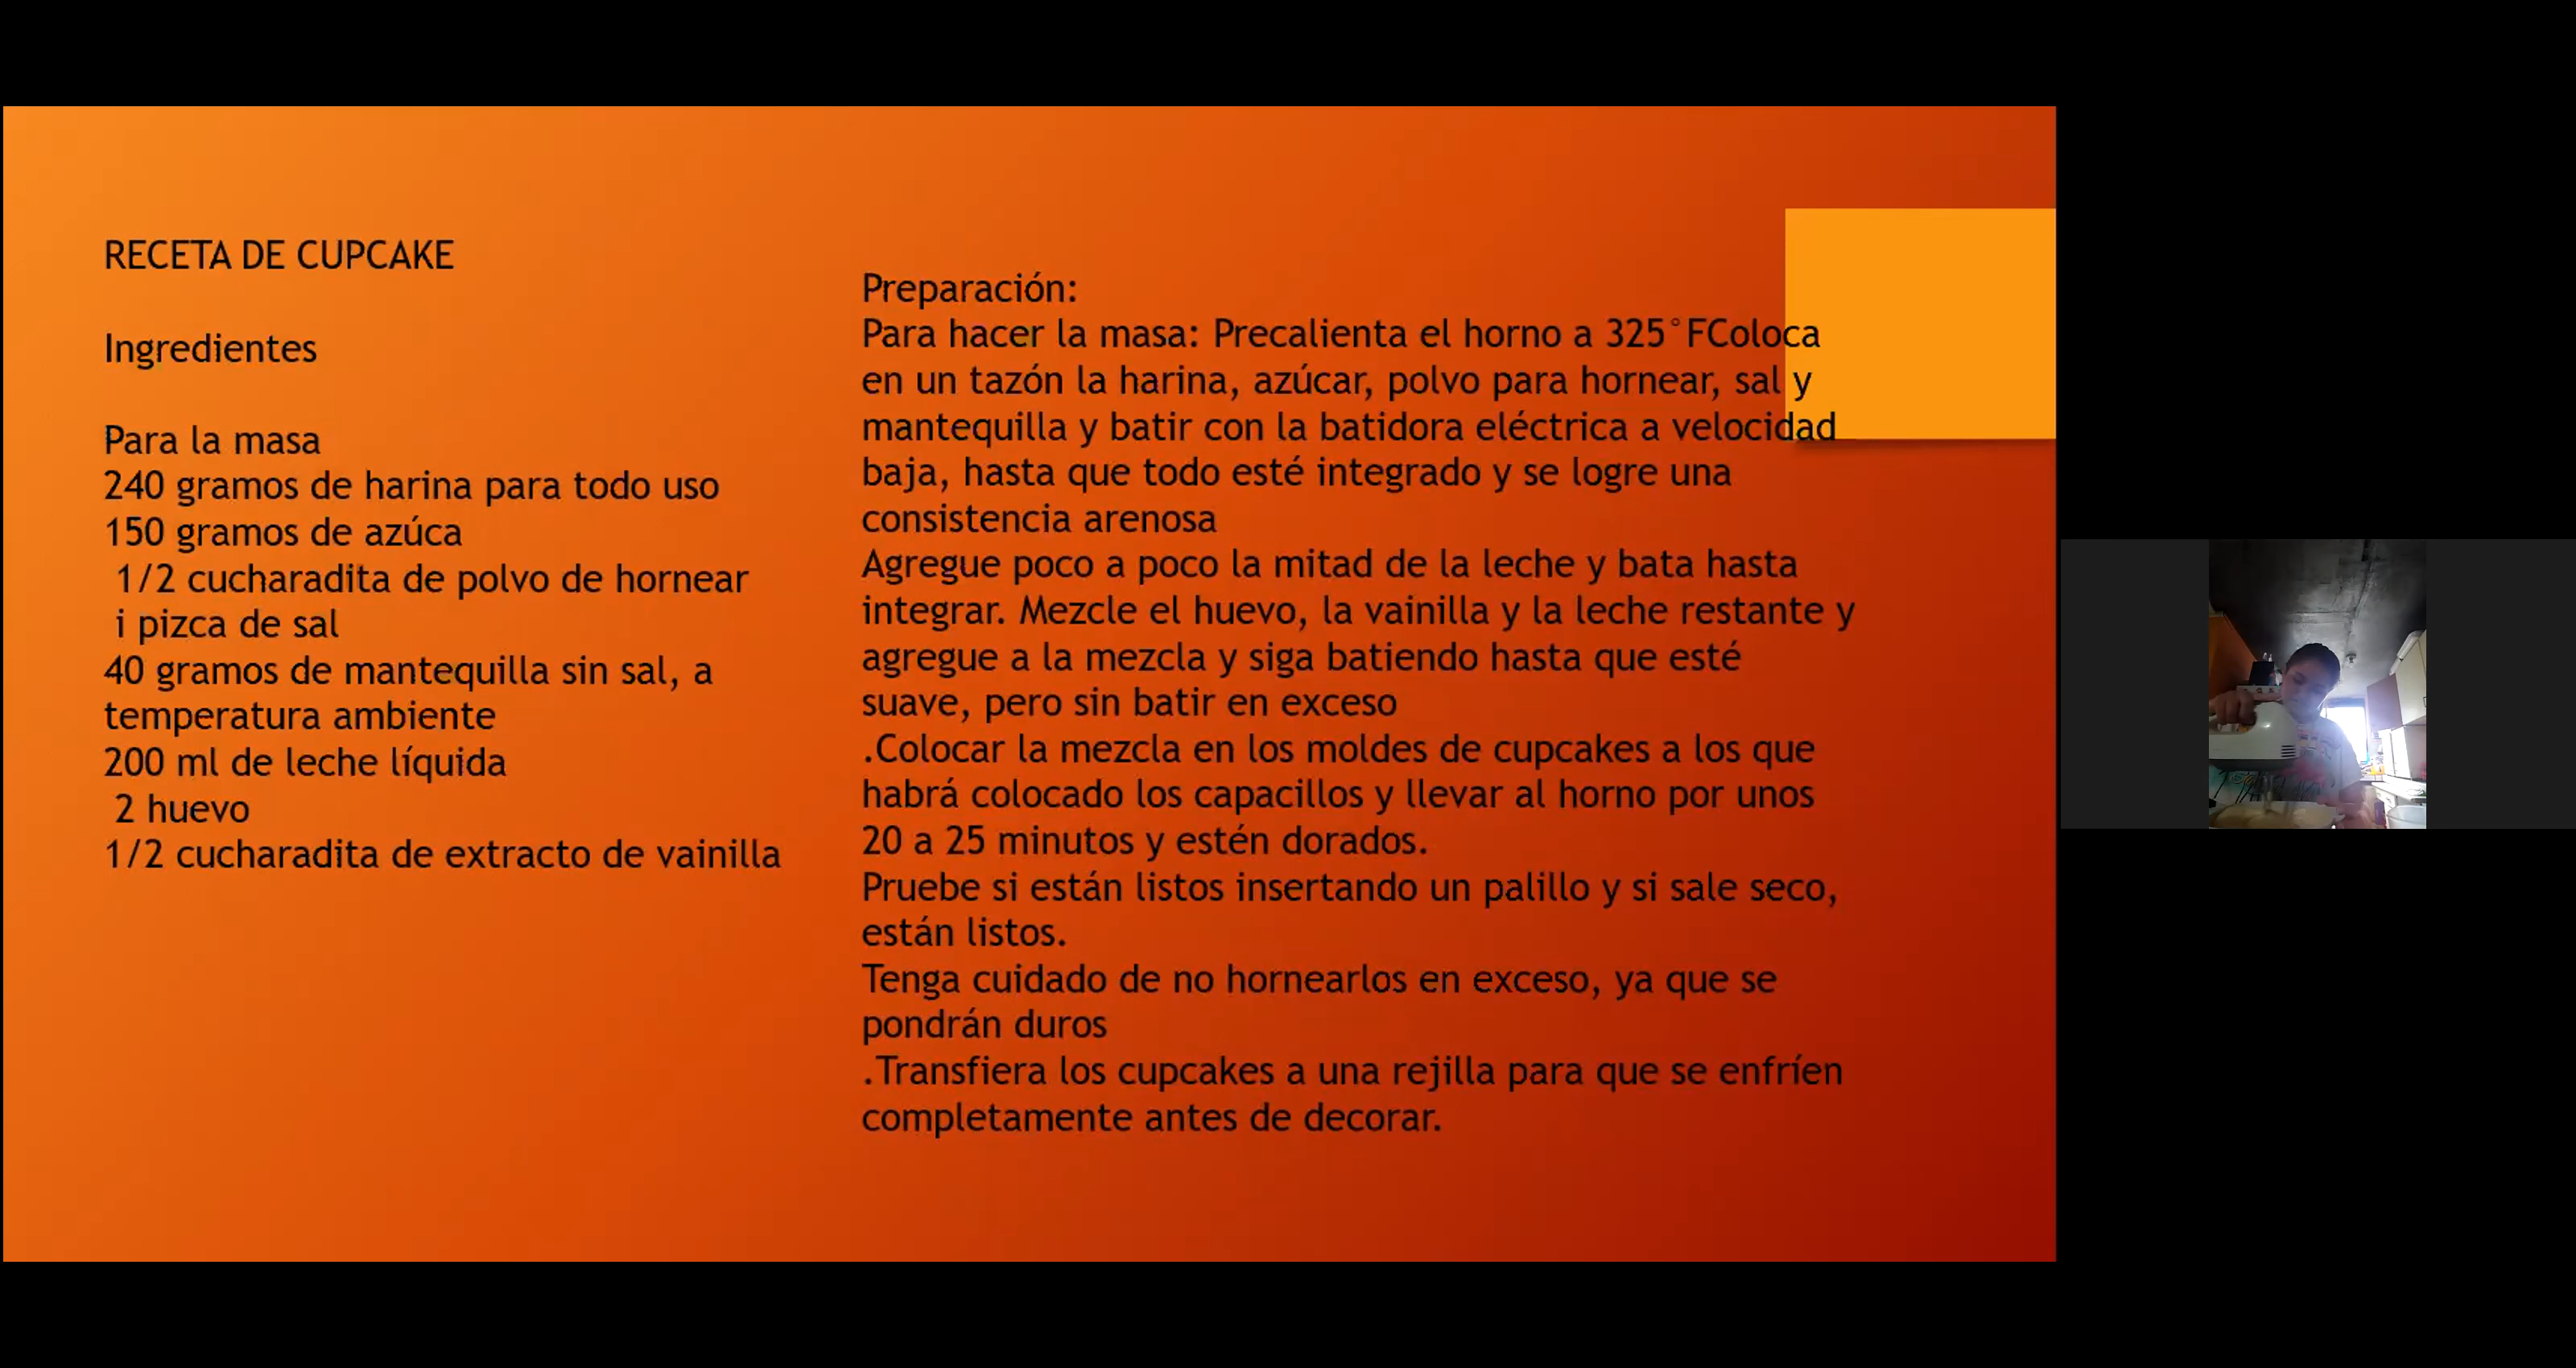 RECETA DE CUPCAKE
Ingredientes
Para la masa
240 gramos de harina para todo uso
150 gramos de azúca
1/2 cucharadita de polvo de hornear
i pizca de sal
40 gramos de mantequilla sin sal, a
temperatura ambiente
200 ml de leche líquida
2 huevo
1/2 cucharadita de extracto de vainilla
Preparación:
Para hacer la masa: Precalienta el horno a 325°FColoca
en un tazón la harina, azúcar, polvo para hornear, sal y
mantequilla y batir con la batidora eléctrica a velocidad
baja, hasta que todo esté integrado y se logre una
consistencia arenosa
Agregue poco a poco la mitad de la leche y bata hasta
integrar. Mezcle el huevo, la vainilla y la leche restante y
agregue a la mezcla y siga batiendo hasta que esté
suave, pero sin batir en exceso
.Colocar la mezcla en los moldes de cupcakes a los que
habrá colocado los capacillos y llevar al horno por unos
20 a 25 minutos y estén dorados.
Pruebe si están listos insertando un palillo y si sale seco,
están listos.
Tenga cuidado de no hornearlos en exceso, ya que se
pondrán duros
.Transfiera los cupcakes a una rejilla para que se enfríen
completamente antes de decorar.